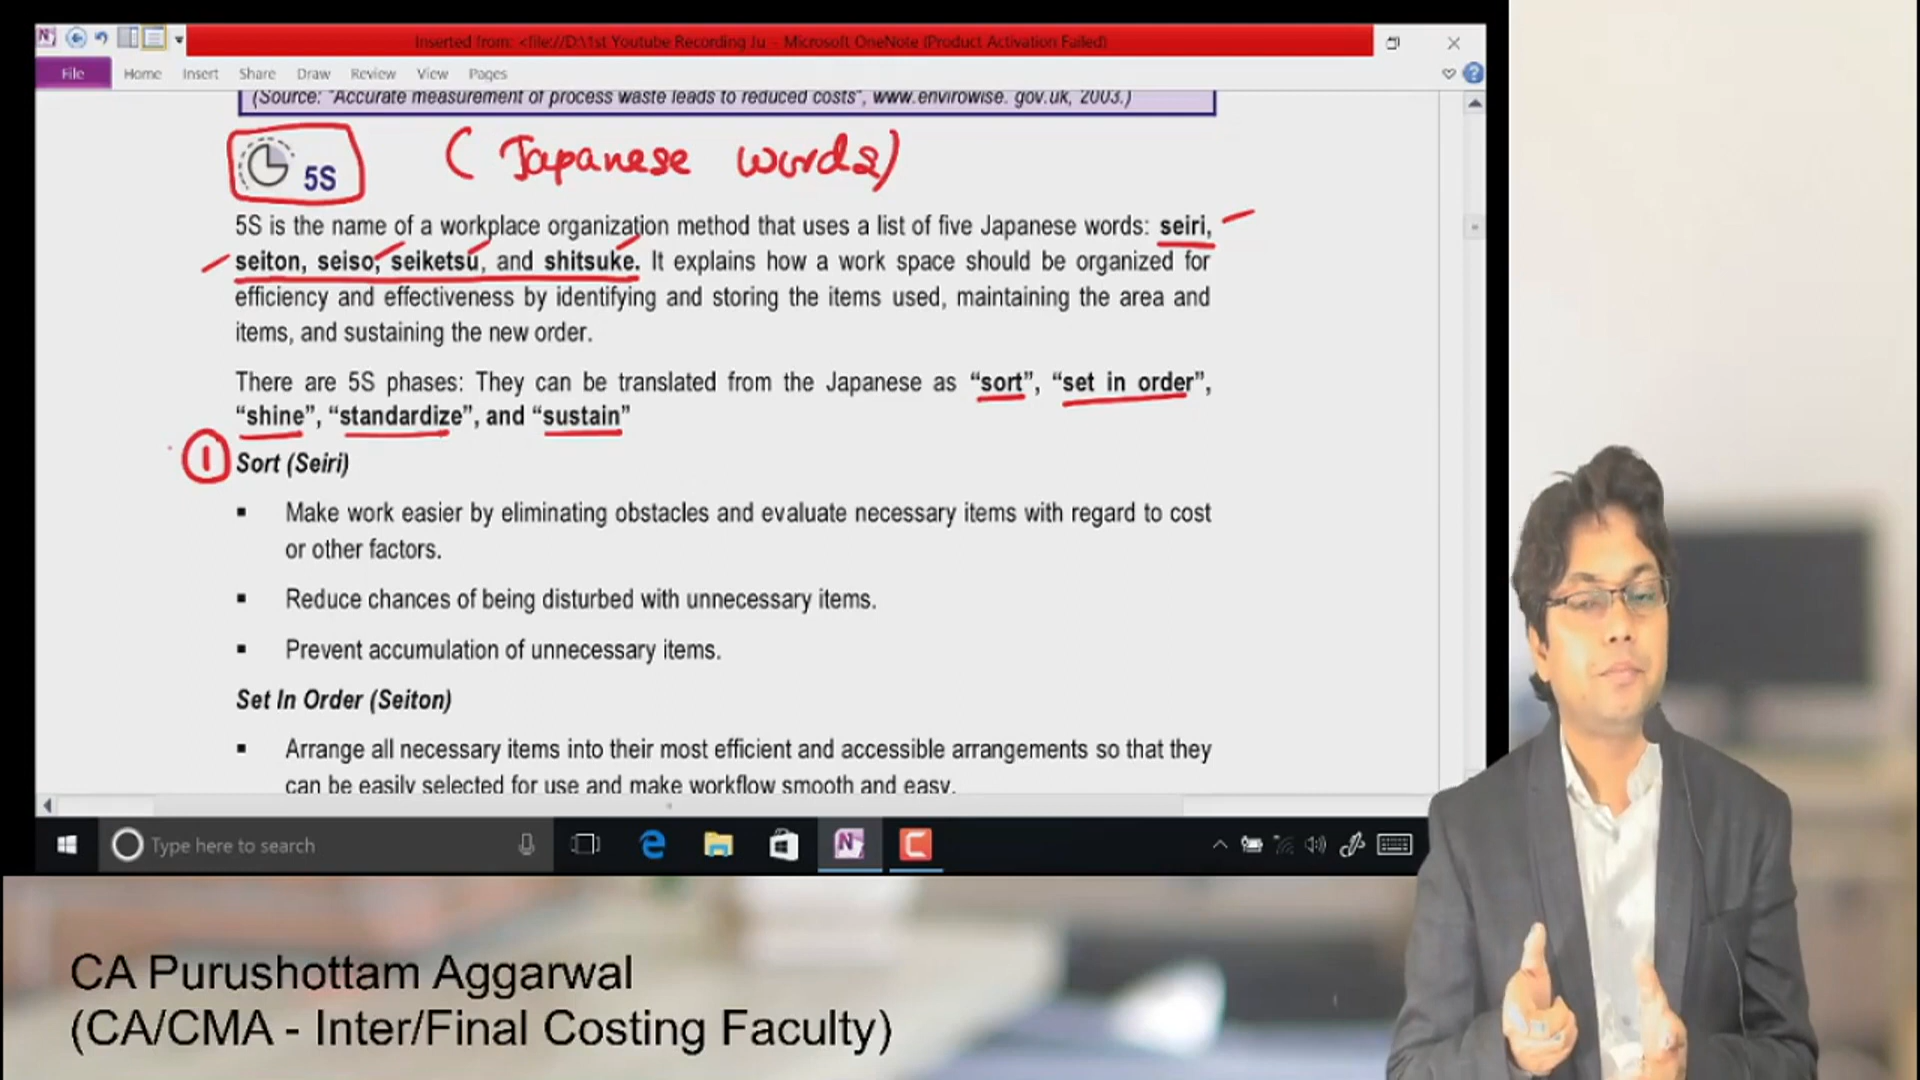 Inserted from: <file://D:\1st Youtube Recording Ju - Microsoft OneNote (Product Activation Failed)
File Home Insert Share Draw Review View Pages
(Source: "Accurate measurement of process waste leads to reduced costs", www.envirowise. gov.uk, 2003.)
5S (Japanese words)
5S is the name of a workplace organization method that uses a list of five Japanese words: seiri,
seiton, seiso, seiketsu, and shitsuke. It explains how a work space should be organized for
efficiency and effectiveness by identifying and storing the items used, maintaining the area and
items, and sustaining the new order.
There are 5S phases: They can be translated from the Japanese as “sort”, “set in order”,
“shine”, “standardize”, and “sustain”
1 Sort (Seiri)
▪ Make work easier by eliminating obstacles and evaluate necessary items with regard to cost
or other factors.
▪ Reduce chances of being disturbed with unnecessary items.
▪ Prevent accumulation of unnecessary items.
Set In Order (Seiton)
▪ Arrange all necessary items into their most efficient and accessible arrangements so that they
can be easily selected for use and make workflow smooth and easy.
Type here to search
CA Purushottam Aggarwal
(CA/CMA - Inter/Final Costing Faculty)